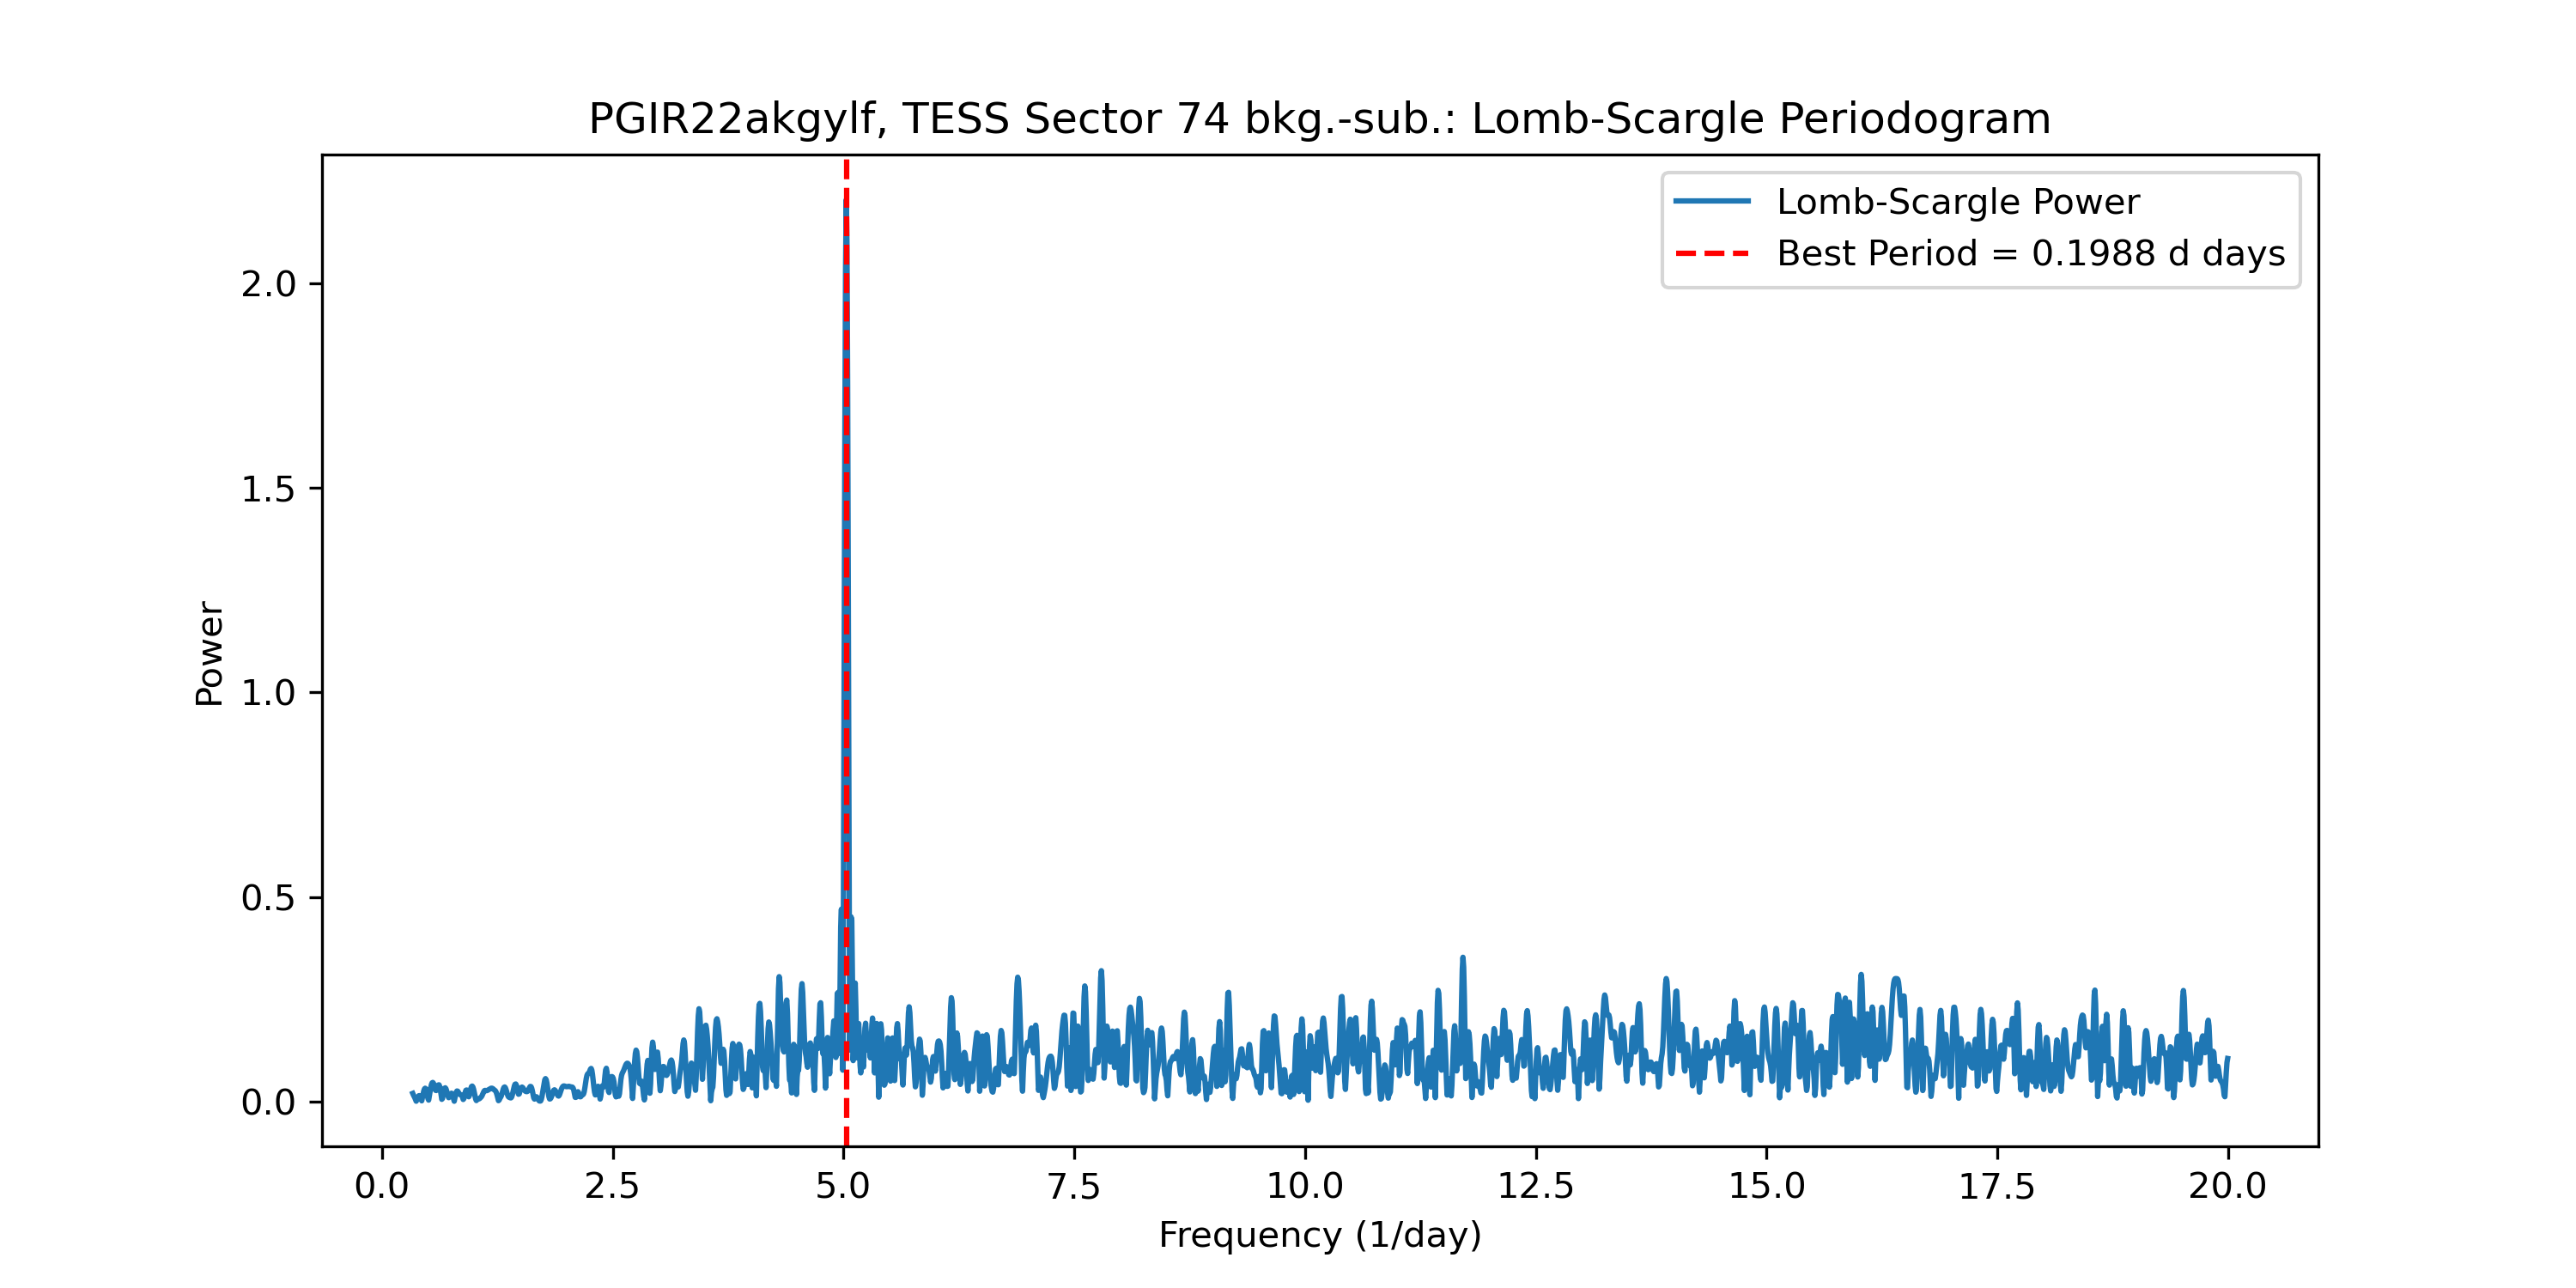 PGIR22akgylf, TESS Sector 74 bkg.-sub.: Lomb-Scargle Periodogram
Lomb-Scargle Power
Best Period = 0.1988 d days
2.0
1.5
1.0
0.5
0.0
Power
0.0 2.5 5.0 7.5 10.0 12.5 15.0 17.5 20.0
Frequency (1/day)